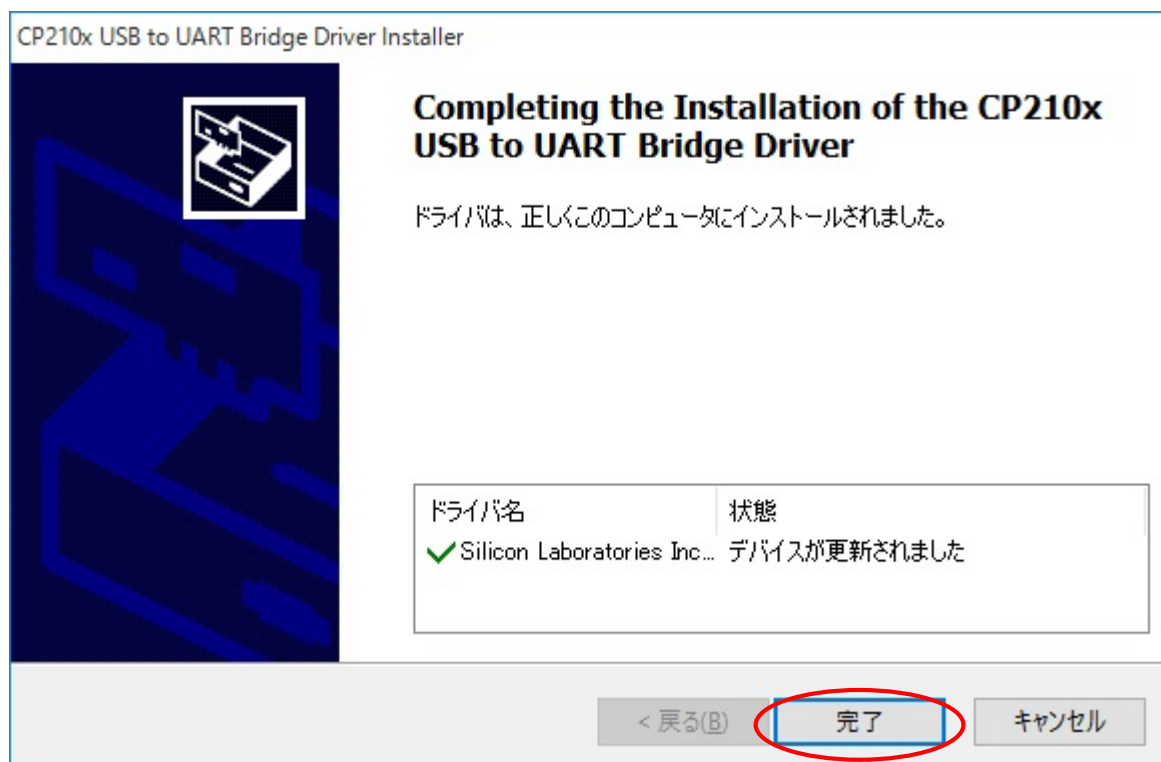 CP210x USB to UART Bridge Driver Installer
Completing the Installation of the CP210x
USB to UART Bridge Driver
ドライバは、正しくこのコンピュータにインストールされました。
ドライバ名 状態
Silicon Laboratories Inc... デバイスが更新されました
< 戻る(B) 完了 キャンセル